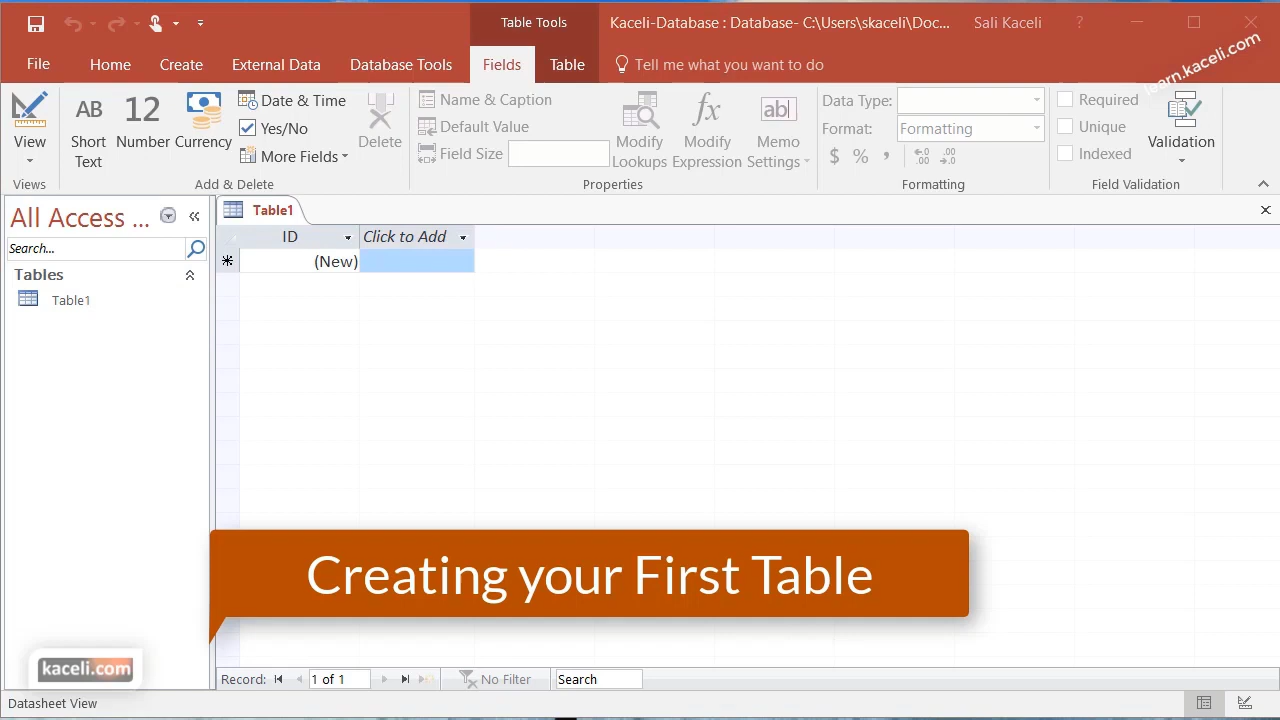 Table Tools
Kaceli-Database : Database- C:\Users\skaceli\Doc...
Sali Kaceli
?
learn.kaceli.com
File
Home
Create
External Data
Database Tools
Fields
Table
Tell me what you want to do
View
Views
AB
Short
Text
12
Number
Currency
Date & Time
Yes/No
More Fields
Delete
Add & Delete
Name & Caption
Default Value
Field Size
Modify
Lookups
fx
Modify
Expression
ab|
Memo
Settings
Properties
Data Type:
Format:
Formatting
$ % ,
.00
.00
Formatting
Required
Unique
Indexed
Validation
Field Validation
All Access ...
Search...
Tables
Table1
Table1
ID
Click to Add
(New)
Creating your First Table
kaceli.com
Record:
1 of 1
No Filter
Search
Datasheet View